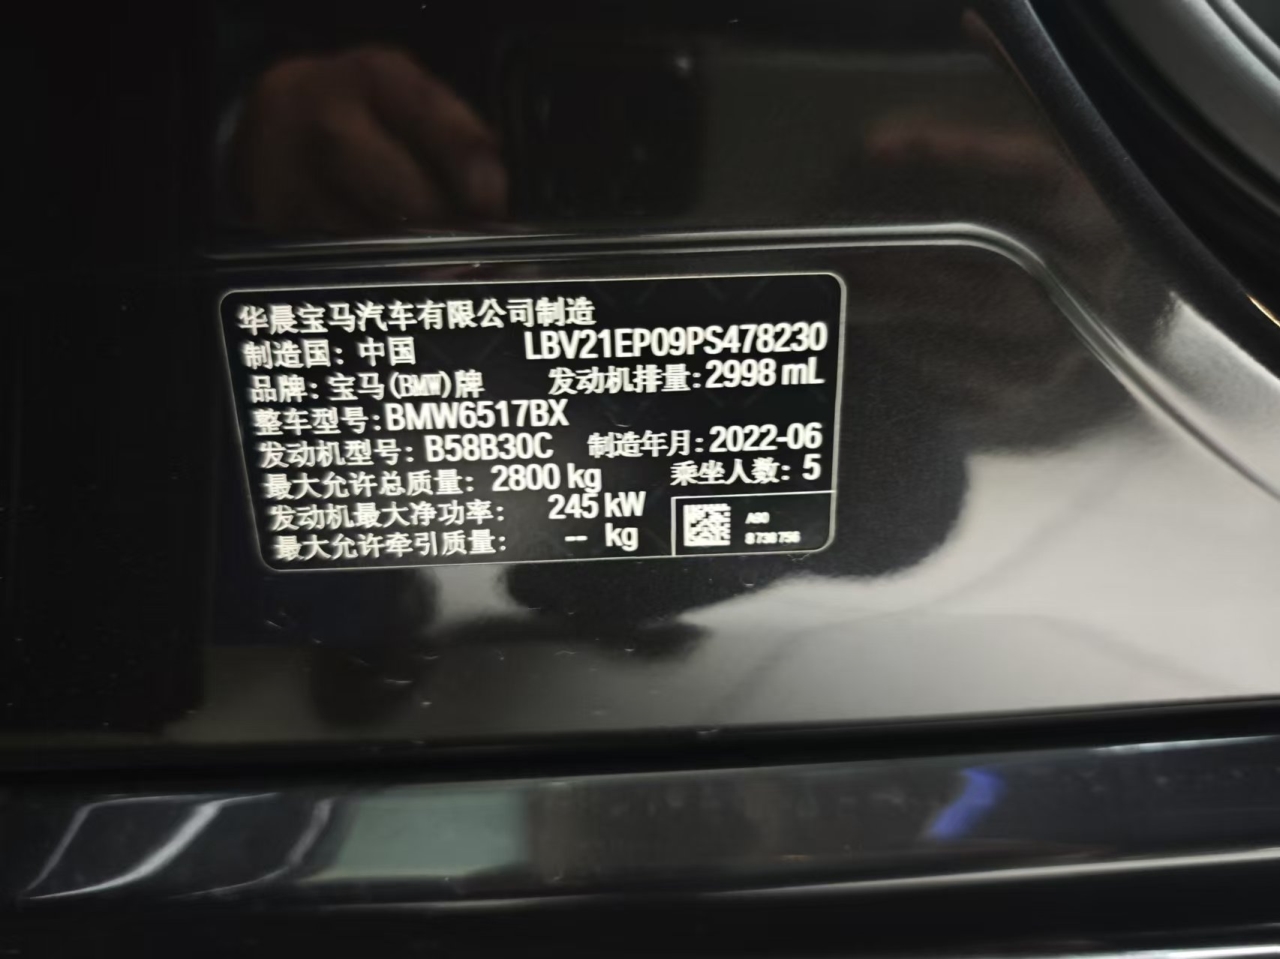 华晨宝马汽车有限公司制造
制造国：中国 LBV21EP09PS478230
品牌：宝马(BMW)牌 发动机排量：2998 mL
整车型号：BMW6517BX
发动机型号：B58B30C 制造年月：2022-06
最大允许总质量：2800 kg 乘坐人数：5
发动机最大净功率：245 kW
最大允许牵引质量：-- kg
A90
8736756